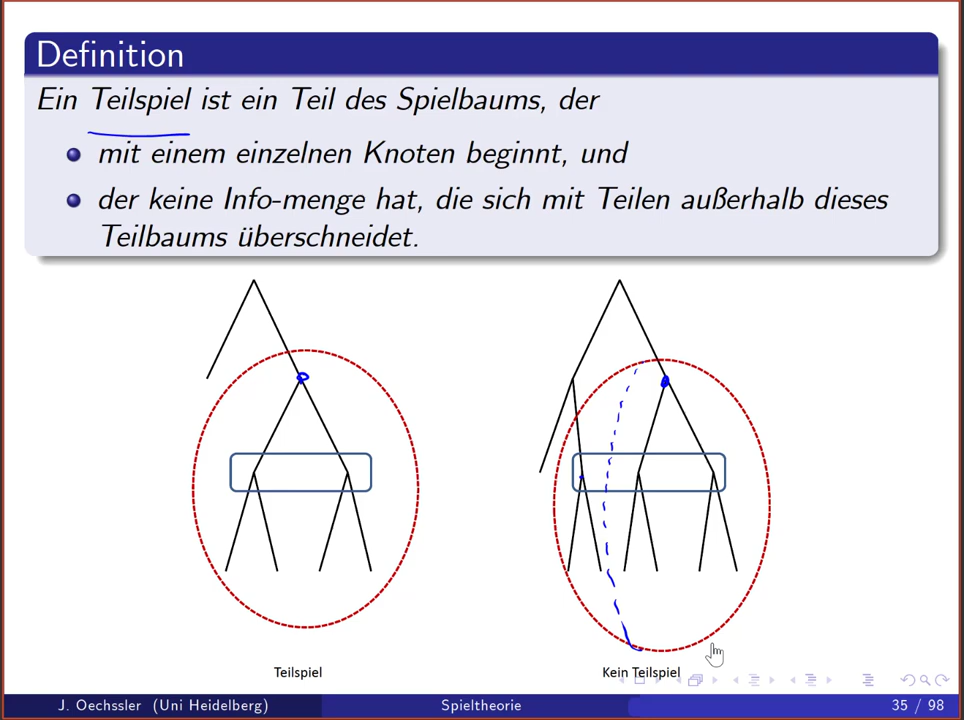 Definition
Ein Teilspiel ist ein Teil des Spielbaums, der
mit einem einzelnen Knoten beginnt, und
der keine Info-menge hat, die sich mit Teilen außerhalb dieses
Teilbaums überschneidet.
Teilspiel
Kein Teilspiel
J. Oechssler (Uni Heidelberg)
Spieltheorie
35 / 98